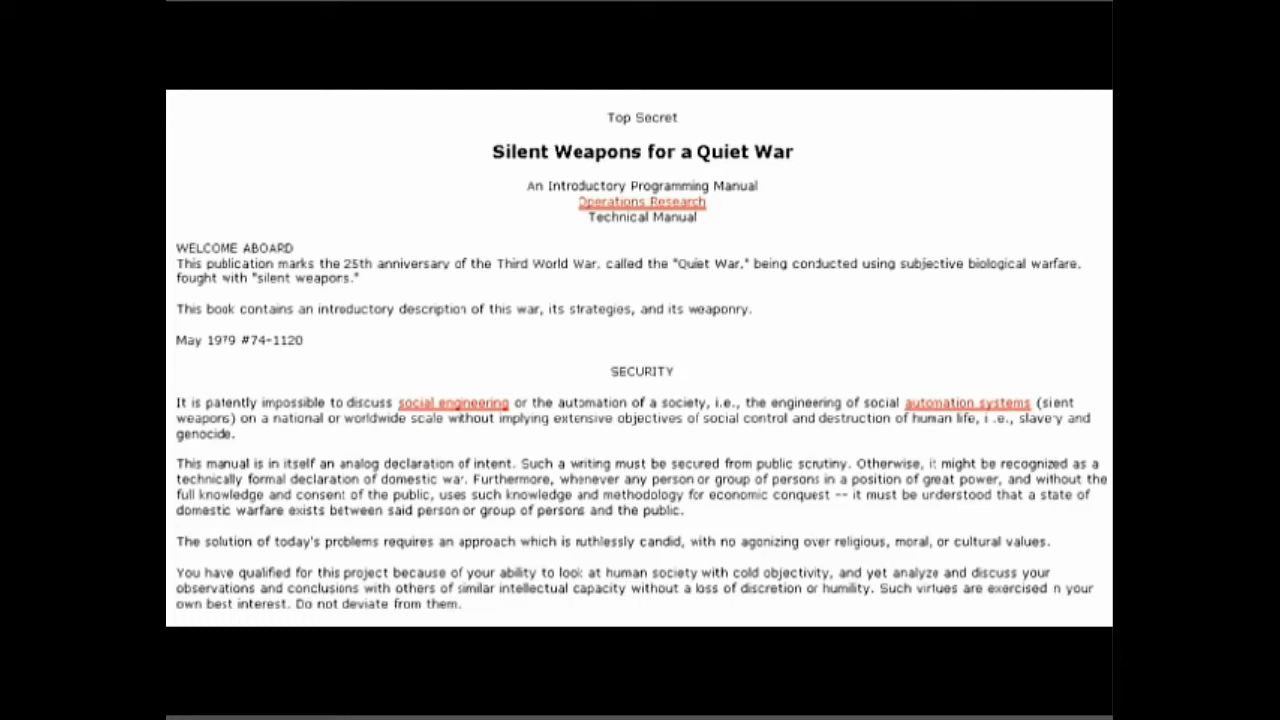 Top Secret
Silent Weapons for a Quiet War
An Introductory Programming Manual
Operations Research
Technical Manual
WELCOME ABOARD
This publication marks the 25th anniversary of the Third World War, called the "Quiet War," being conducted using subjective biological warfare,
fought with "silent weapons."
This book contains an introductory description of this war, its strategies, and its weaponry.
May 1979 #74-1120
SECURITY
It is patently impossible to discuss social engineering or the automation of a society, i.e., the engineering of social automation systems (silent
weapons) on a national or worldwide scale without implying extensive objectives of social control and destruction of human life, i.e., slavery and
genocide.
This manual is in itself an analog declaration of intent. Such a writing must be secured from public scrutiny. Otherwise, it might be recognized as a
technically formal declaration of domestic war. Furthermore, whenever any person or group of persons in a position of great power, and without the
full knowledge and consent of the public, uses such knowledge and methodology for economic conquest -- it must be understood that a state of
domestic warfare exists between said person or group of persons and the public.
The solution of today's problems requires an approach which is ruthlessly candid, with no agonizing over religious, moral, or cultural values.
You have qualified for this project because of your ability to look at human society with cold objectivity, and yet analyze and discuss your
observations and conclusions with others of similar intellectual capacity without a loss of discretion or humility. Such virtues are exercised in your
own best interest. Do not deviate from them.